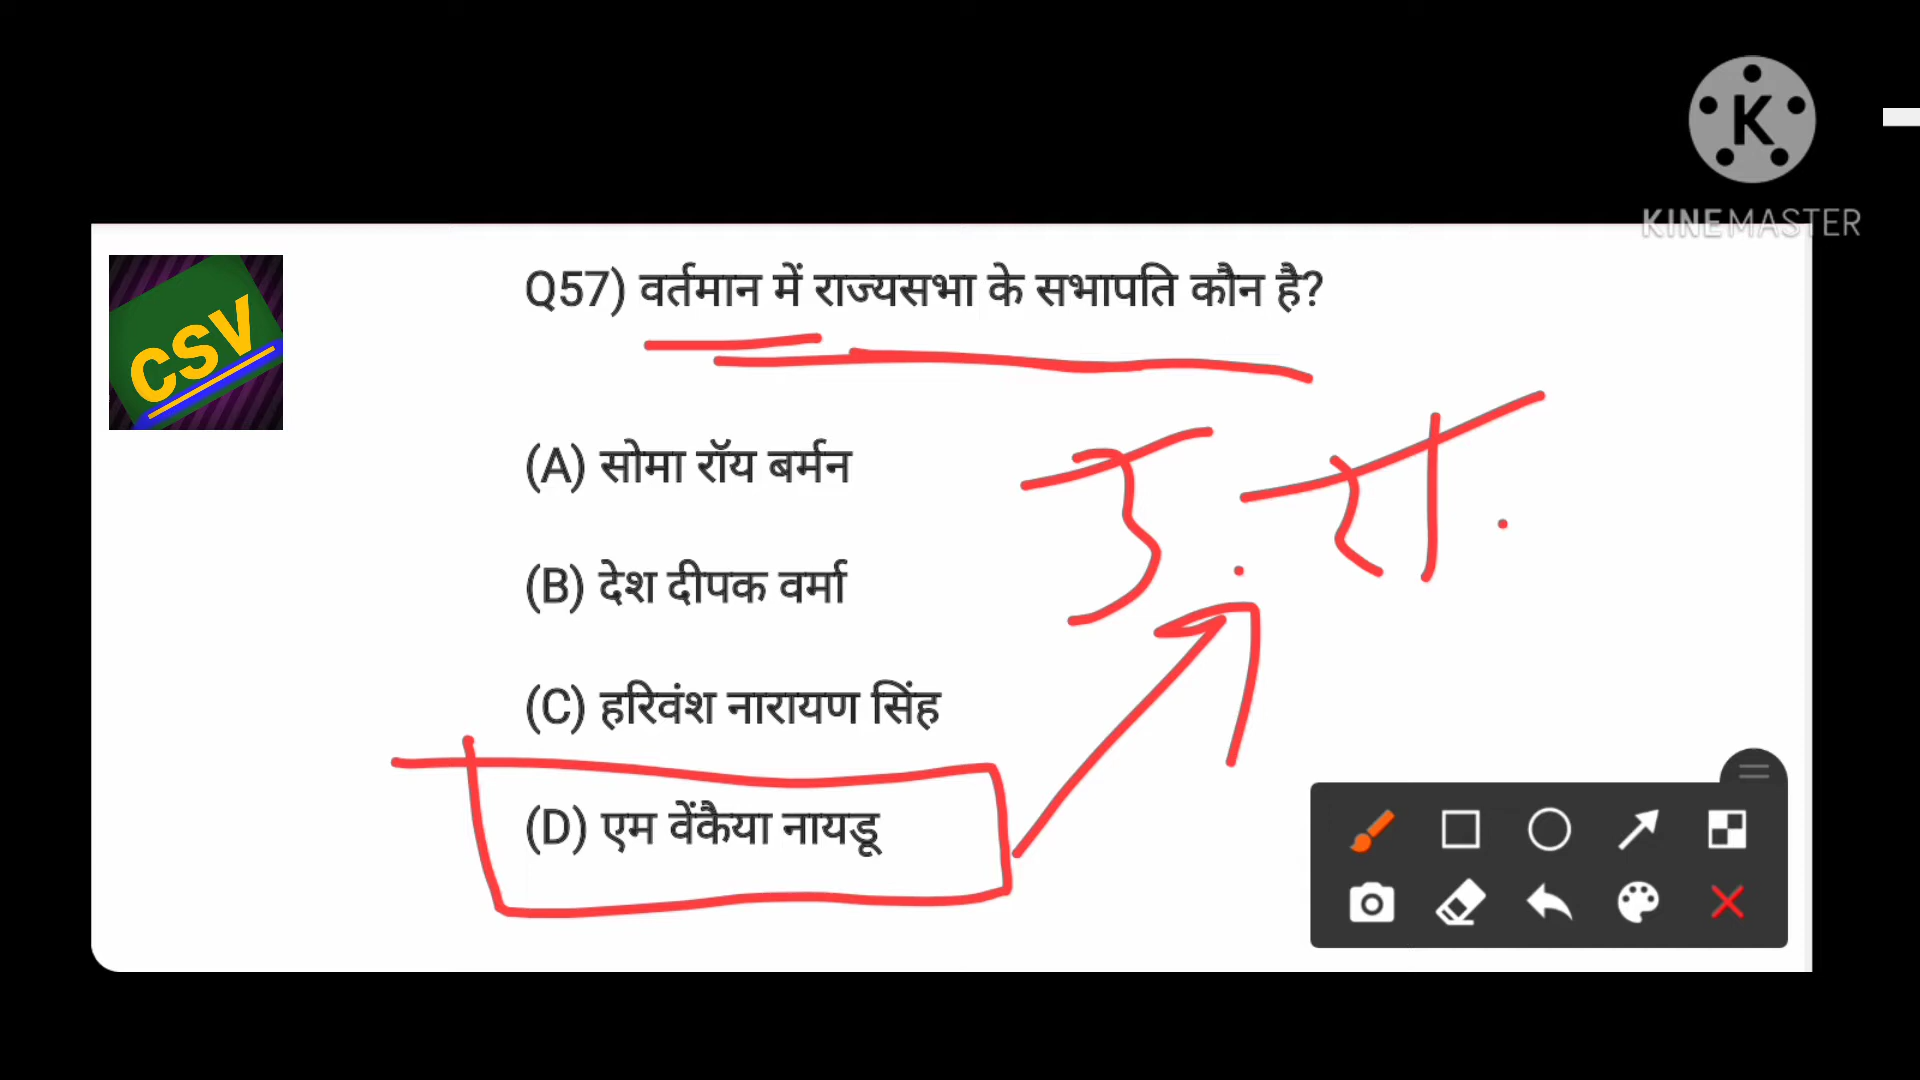 K
KINEMASTER
CSV
Q57) वर्तमान में राज्यसभा के सभापति कौन है?
(A) सोमा रॉय बर्मन
उ. रा.
(B) देश दीपक वर्मा
(C) हरिवंश नारायण सिंह
(D) एम वेंकैया नायडू